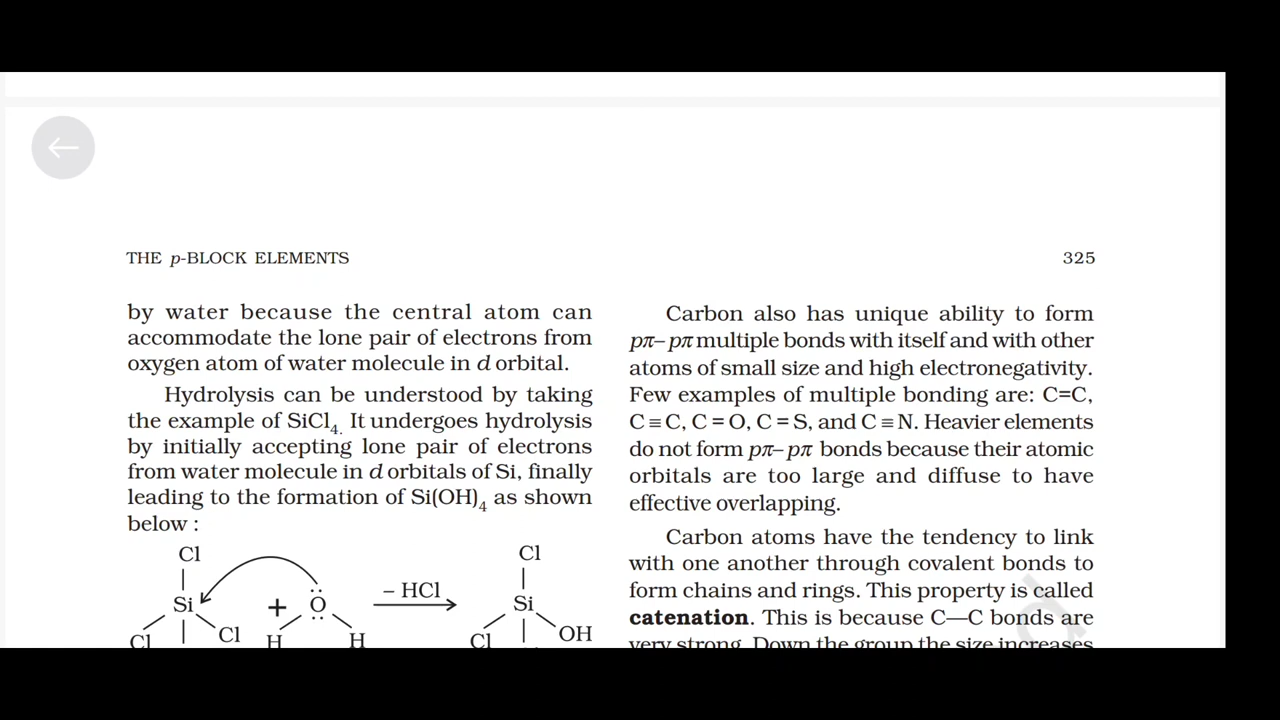 THE p-BLOCK ELEMENTS
325
by water because the central atom can
accommodate the lone pair of electrons from
oxygen atom of water molecule in d orbital.
Hydrolysis can be understood by taking
the example of SiCl₄. It undergoes hydrolysis
by initially accepting lone pair of electrons
from water molecule in d orbitals of Si, finally
leading to the formation of Si(OH)₄ as shown
below :
Cl
Si
Cl
Cl
+
O
H
H
– HCl
Cl
Si
Cl
OH
Carbon also has unique ability to form
pπ– pπ multiple bonds with itself and with other
atoms of small size and high electronegativity.
Few examples of multiple bonding are: C=C,
C ≡ C, C = O, C = S, and C ≡ N. Heavier elements
do not form pπ– pπ bonds because their atomic
orbitals are too large and diffuse to have
effective overlapping.
Carbon atoms have the tendency to link
with one another through covalent bonds to
form chains and rings. This property is called
catenation. This is because C—C bonds are
very strong. Down the group the size increases